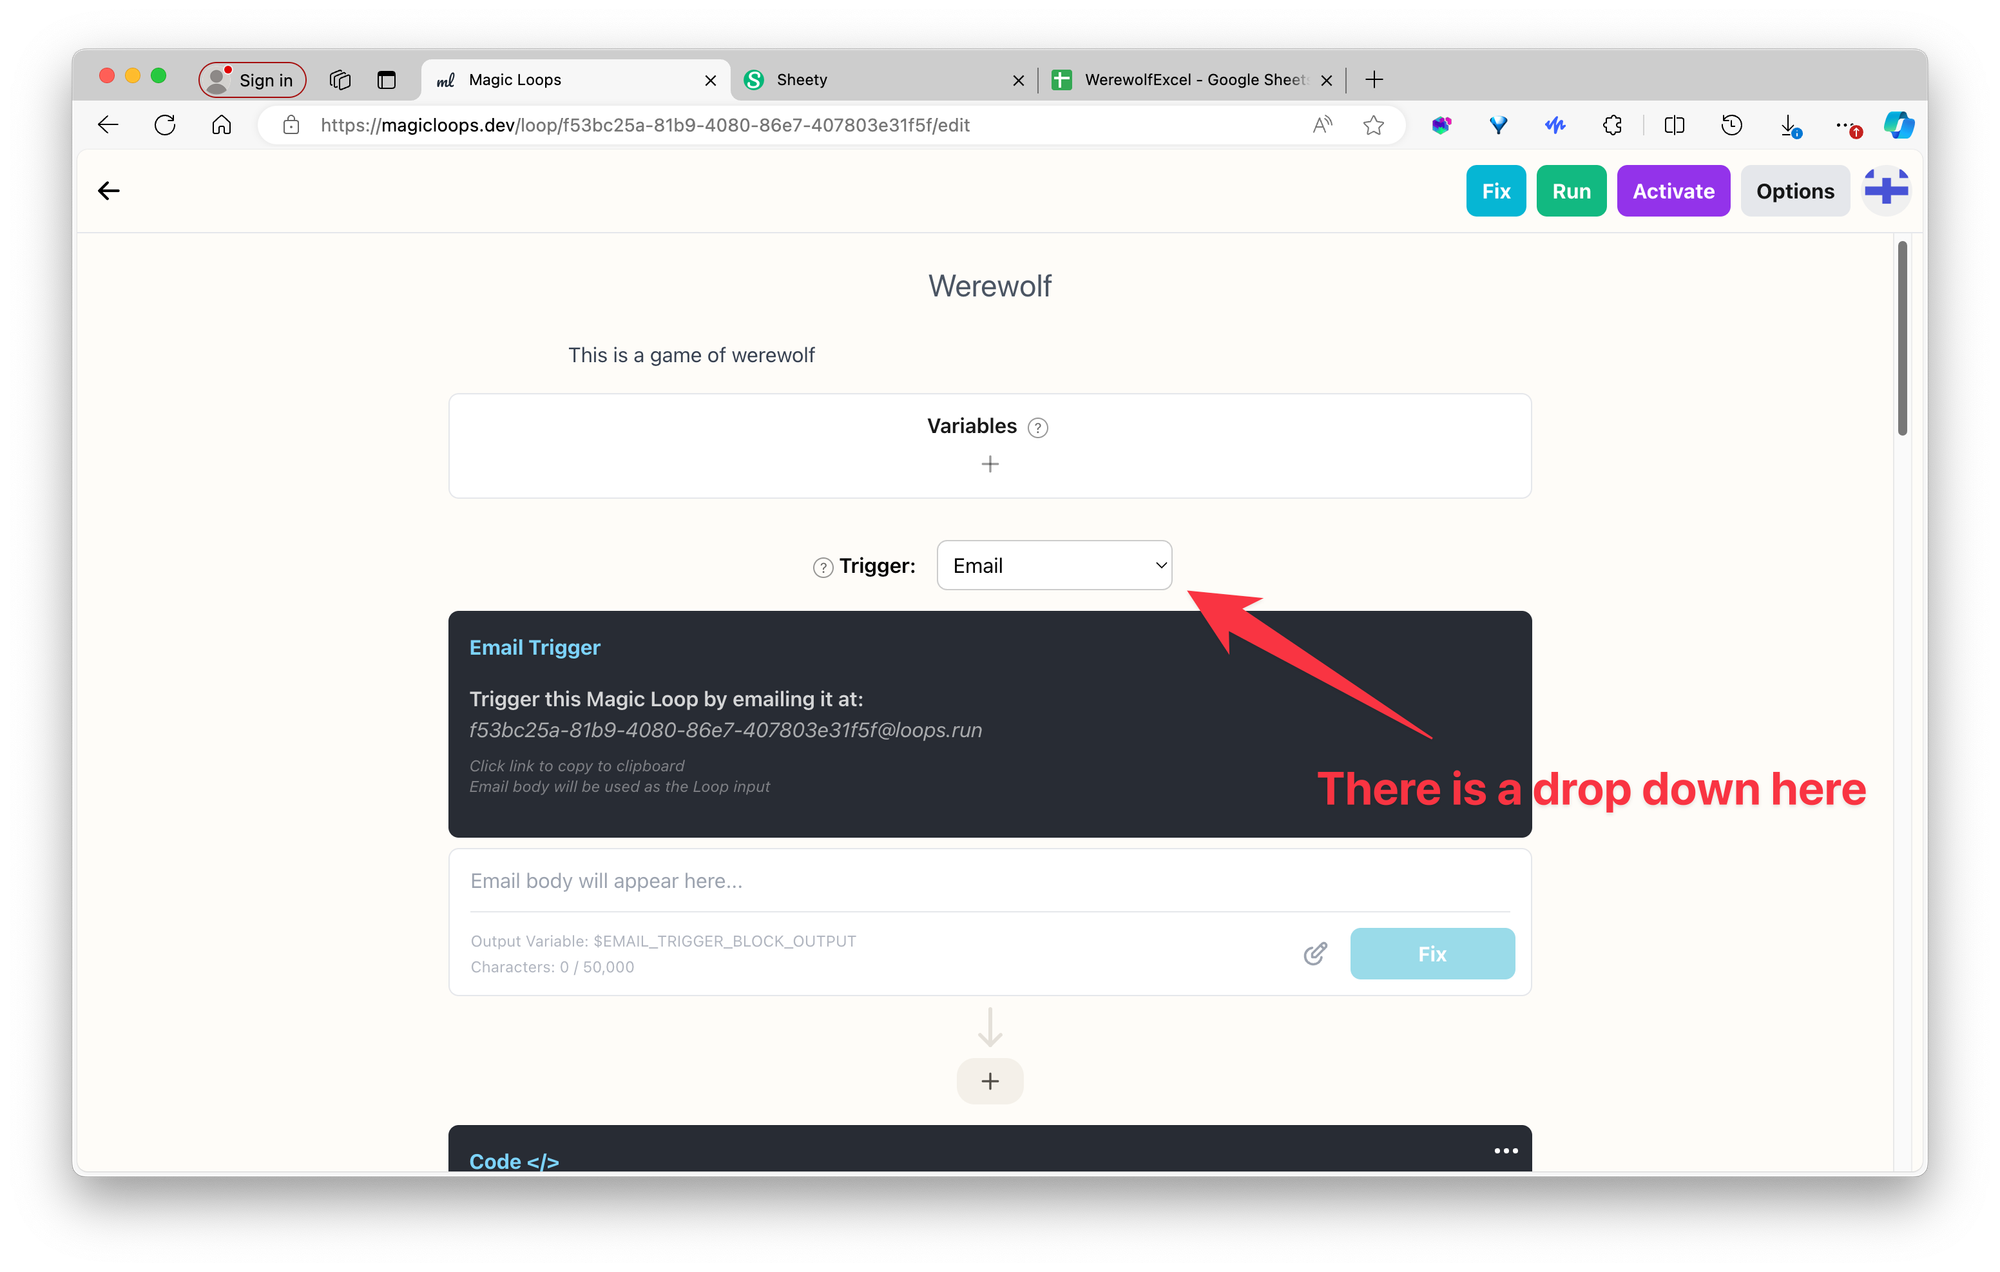 Sign in
ml Magic Loops
S Sheety
WerewolfExcel - Google Sheets
https://magicloops.dev/loop/f53bc25a-81b9-4080-86e7-407803e31f5f/edit
Fix
Run
Activate
Options
Werewolf
This is a game of werewolf
Variables ?
+
? Trigger: Email
Email Trigger
Trigger this Magic Loop by emailing it at:
f53bc25a-81b9-4080-86e7-407803e31f5f@loops.run
Click link to copy to clipboard
Email body will be used as the Loop input
There is a drop down here
Email body will appear here...
Output Variable: $EMAIL_TRIGGER_BLOCK_OUTPUT
Characters: 0 / 50,000
Fix
+
Code </>